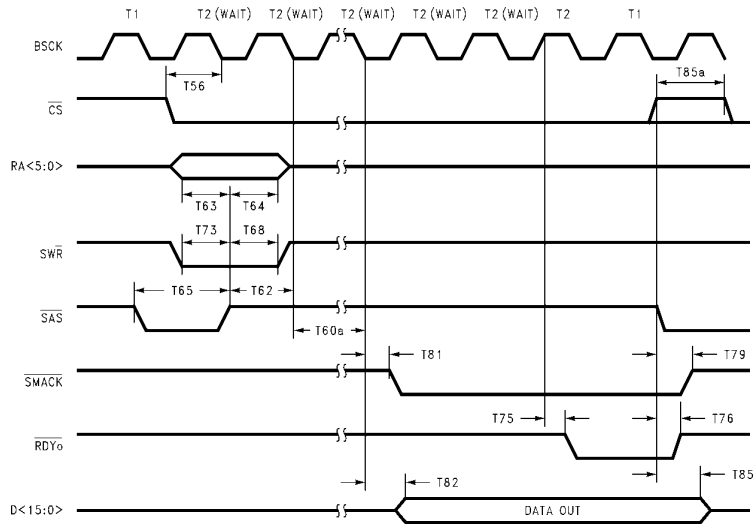 T1 T2 (WAIT) T2 (WAIT) T2 (WAIT) T2 (WAIT) T2 (WAIT) T2 T1
BSCK
T56
T85a
CS
RA<5:0>
T63 T64
T73 T68
SWR
T65 T62
SAS
T60a
T81 T79
SMACK
T75 T76
RDYo
T82 T85
D<15:0> DATA OUT